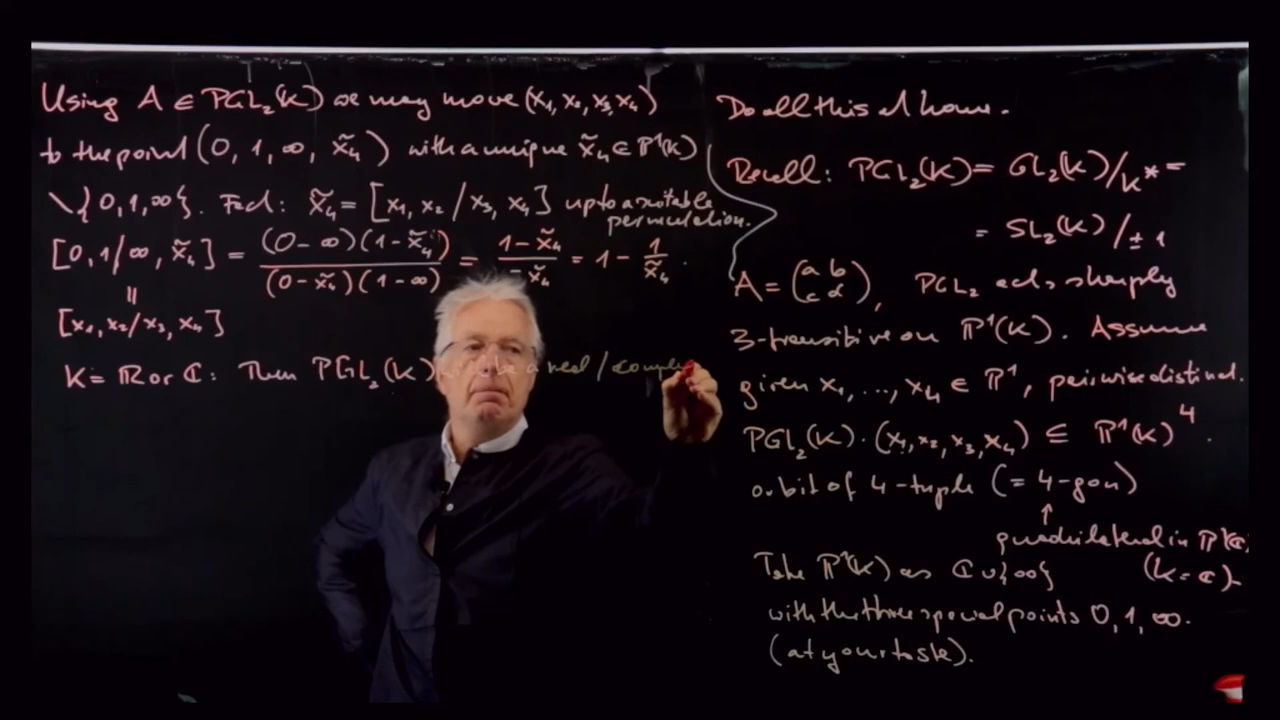 Using A ∈ PGL₂(K) we may move (x₁, x₂, x₃, x₄)
to the point (0, 1, ∞, x̃₄) with a unique x̃₄ ∈ ℙ¹(K)
\{0,1,∞}. Fact: x̃₄ = [x₁, x₂ / x₃, x₄] up to a suitable
permutation.
[0, 1 / ∞, x̃₄] = (0-∞)(1-x̃₄) / (0-x̃₄)(1-∞) = 1-x̃₄ / -x̃₄ = 1 - 1/x̃₄ .
||
[x₁, x₂ / x₃, x₄]
K = ℝ or ℂ : Then PGL₂(K) a real / comple
Do all this at home.
Recall: PGL₂(K) = GL₂(K)/K* =
= SL₂(K)/±1
A = (a b c d), PGL₂ acts sharply
3-transitive on ℙ¹(K). Assume
given x₁, ..., x₄ ∈ ℙ¹, pairwise distinct.
PGL₂(K)·(x₁, x₂, x₃, x₄) ⊆ ℙ¹(K)⁴.
orbit of 4-tuple (= 4-gon)
↑
quadrilateral in ℙ¹(ℂ)
Take ℙ¹(K) as ℂ∪{∞} (K=ℂ)
with the three special points 0, 1, ∞.
(at your taste).